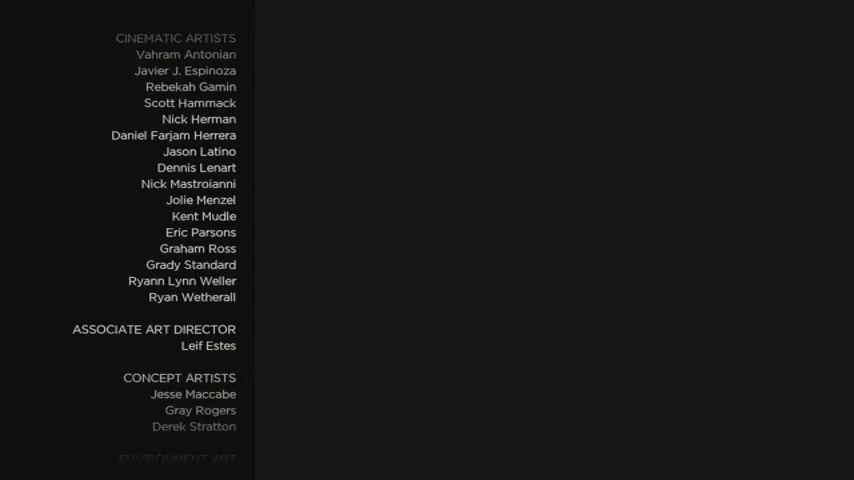 CINEMATIC ARTISTS
Vahram Antonian
Javier J. Espinoza
Rebekah Gamin
Scott Hammack
Nick Herman
Daniel Farjam Herrera
Jason Latino
Dennis Lenart
Nick Mastroianni
Jolie Menzel
Kent Mudle
Eric Parsons
Graham Ross
Grady Standard
Ryann Lynn Weller
Ryan Wetherall
ASSOCIATE ART DIRECTOR
Leif Estes
CONCEPT ARTISTS
Jesse Maccabe
Gray Rogers
Derek Stratton
ENVIRONMENT ART